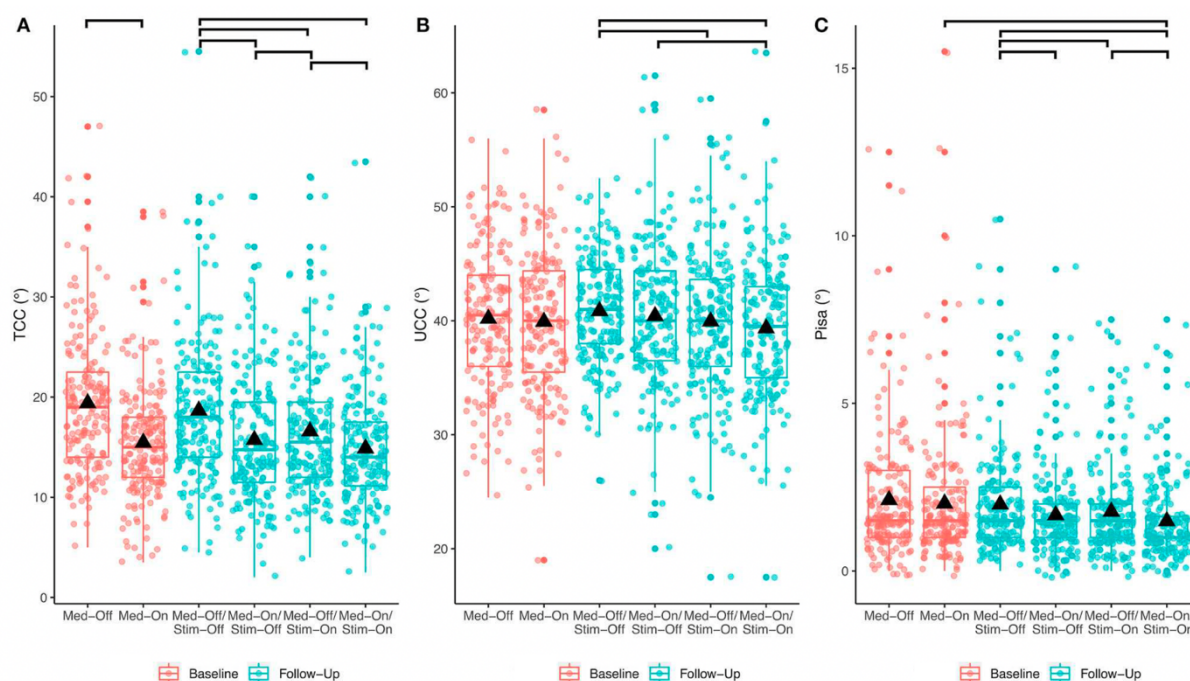 A
B
C
TCC (°)
50
40
30
20
10
0
Med-Off
Med-On
Med-Off/ Med-On/ Med-Off/ Med-On/
Stim-Off Stim-Off Stim-On Stim-On
UCC (°)
60
50
40
30
20
Med-Off
Med-On
Med-Off/ Med-On/ Med-Off/ Med-On/
Stim-Off Stim-Off Stim-On Stim-On
Pisa (°)
15
10
5
0
Med-Off
Med-On
Med-Off/ Med-On/ Med-Off/ Med-On/
Stim-Off Stim-Off Stim-On Stim-On
Baseline Follow-Up
Baseline Follow-Up
Baseline Follow-Up